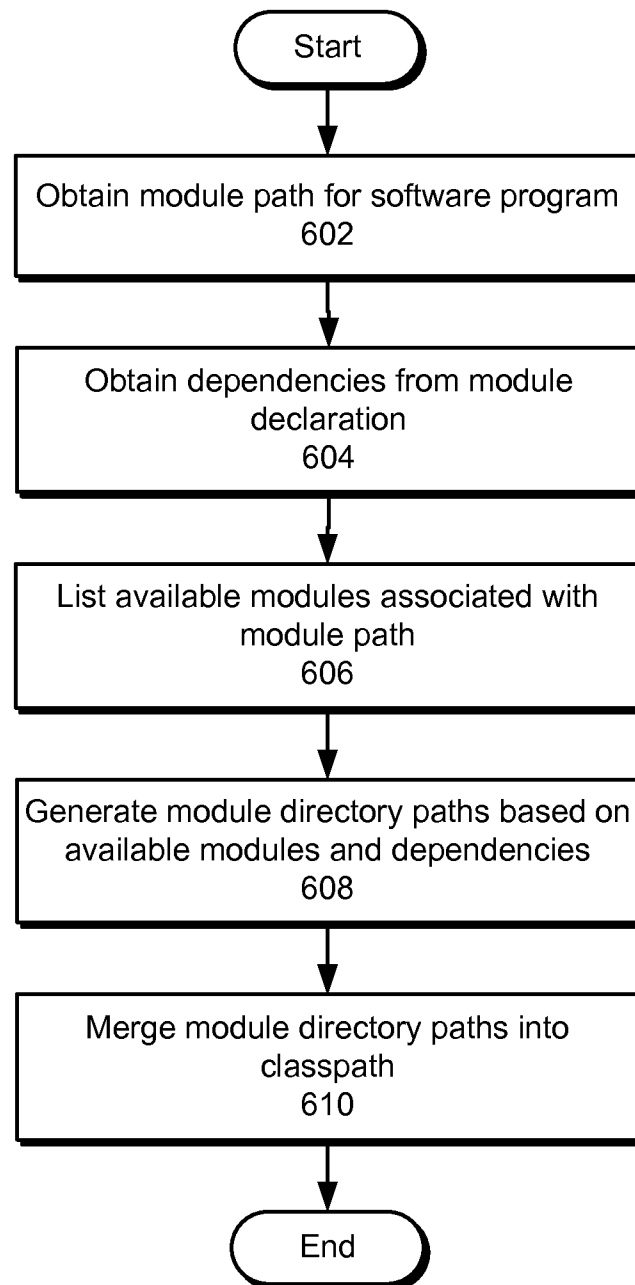 Start
Obtain module path for software program
602
Obtain dependencies from module
declaration
604
List available modules associated with
module path
606
Generate module directory paths based on
available modules and dependencies
608
Merge module directory paths into
classpath
610
End